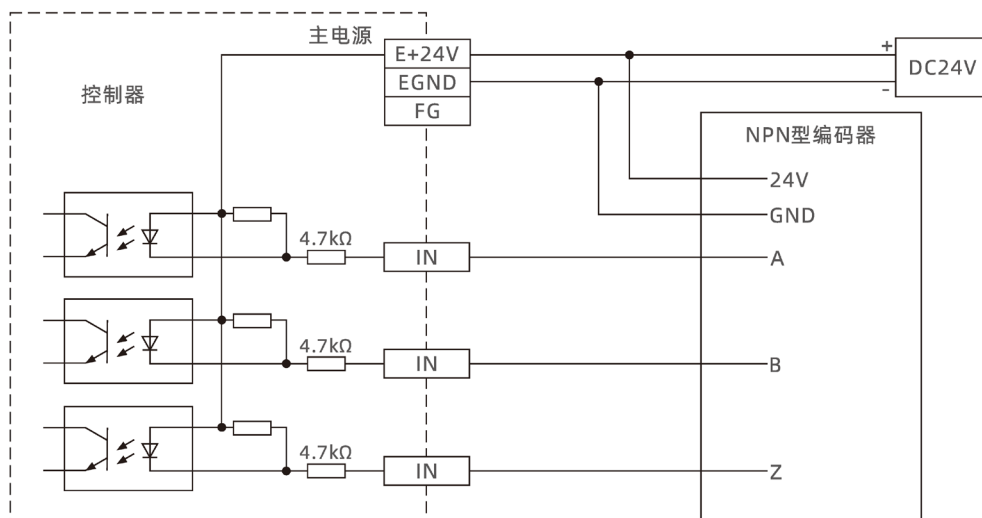 主电源
E+24V
+
DC24V
EGND
-
控制器
FG
NPN型编码器
24V
GND
4.7kΩ
IN
A
4.7kΩ
IN
B
4.7kΩ
IN
Z